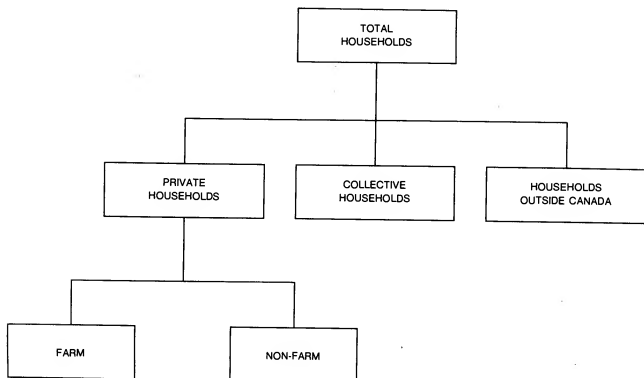 TOTAL
HOUSEHOLDS
PRIVATE
HOUSEHOLDS
COLLECTIVE
HOUSEHOLDS
HOUSEHOLDS
OUTSIDE CANADA
FARM
NON-FARM